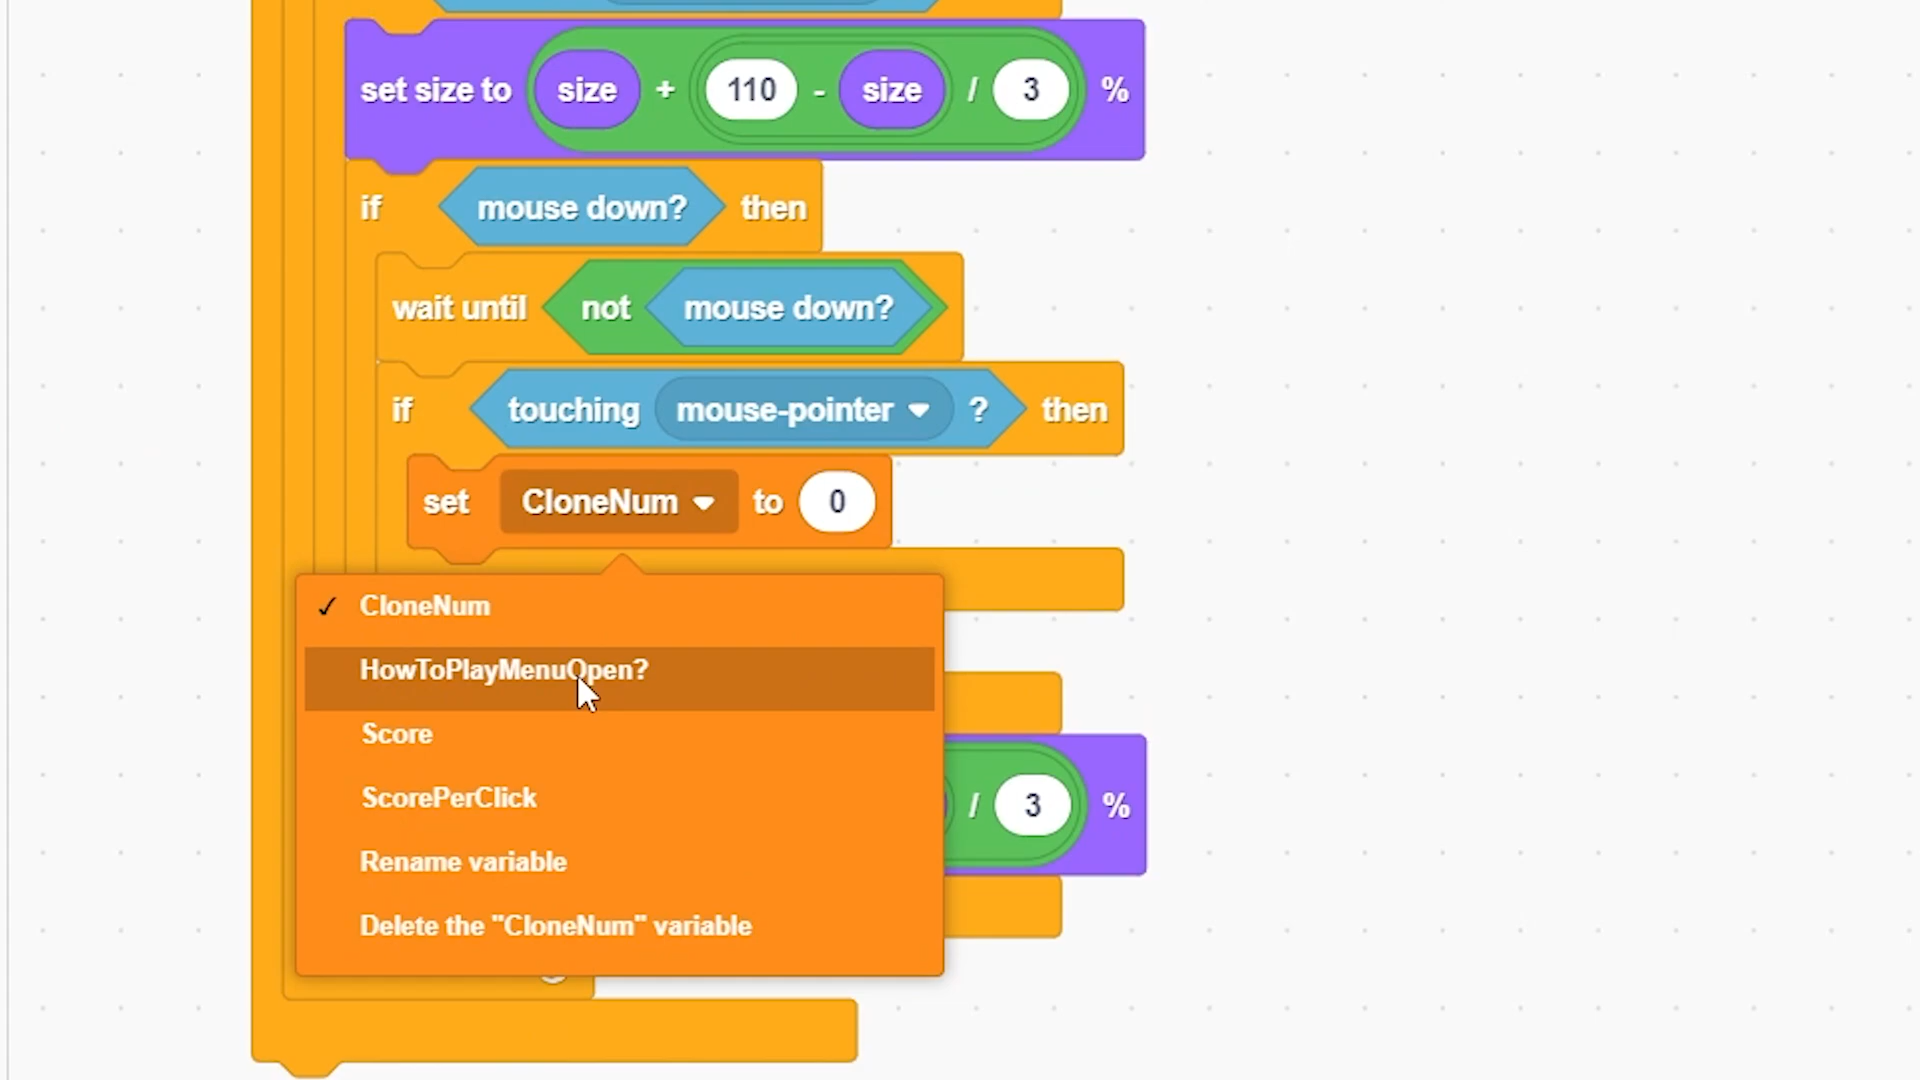 set size to size + 110 - size / 3 %
if mouse down? then
wait until not mouse down?
if touching mouse-pointer ? then
set CloneNum to 0
✓ CloneNum
HowToPlayMenuOpen?
Score
ScorePerClick
/ 3 %
Rename variable
Delete the "CloneNum" variable